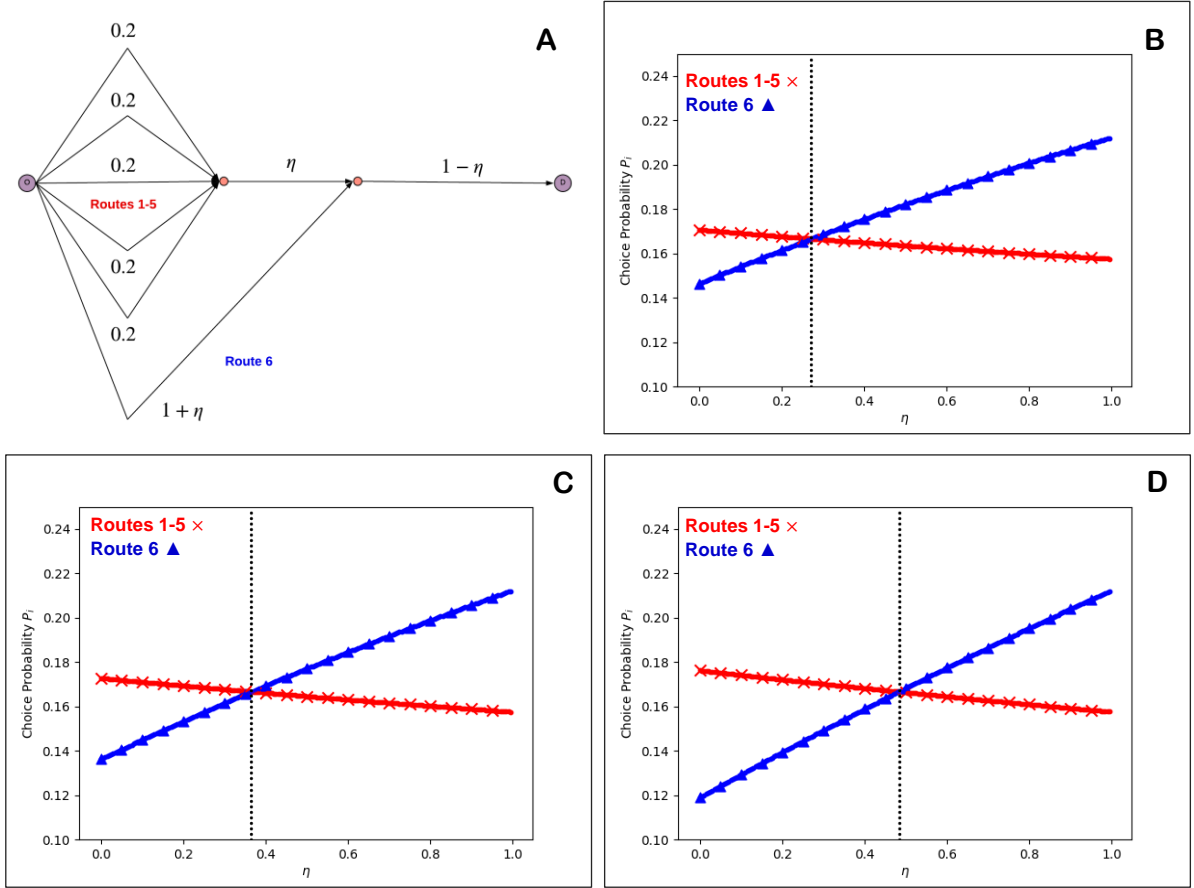 A
0.2
0.2
0.2
Routes 1-5
0.2
0.2
η
1 − η
O
D
Route 6
1 + η
B
Routes 1-5 ×
Route 6 ▲
Choice Probability Pᵢ
0.24
0.22
0.20
0.18
0.16
0.14
0.12
0.10
0.0 0.2 0.4 0.6 0.8 1.0
η
C
Routes 1-5 ×
Route 6 ▲
Choice Probability Pᵢ
0.24
0.22
0.20
0.18
0.16
0.14
0.12
0.10
0.0 0.2 0.4 0.6 0.8 1.0
η
D
Routes 1-5 ×
Route 6 ▲
Choice Probability Pᵢ
0.24
0.22
0.20
0.18
0.16
0.14
0.12
0.10
0.0 0.2 0.4 0.6 0.8 1.0
η